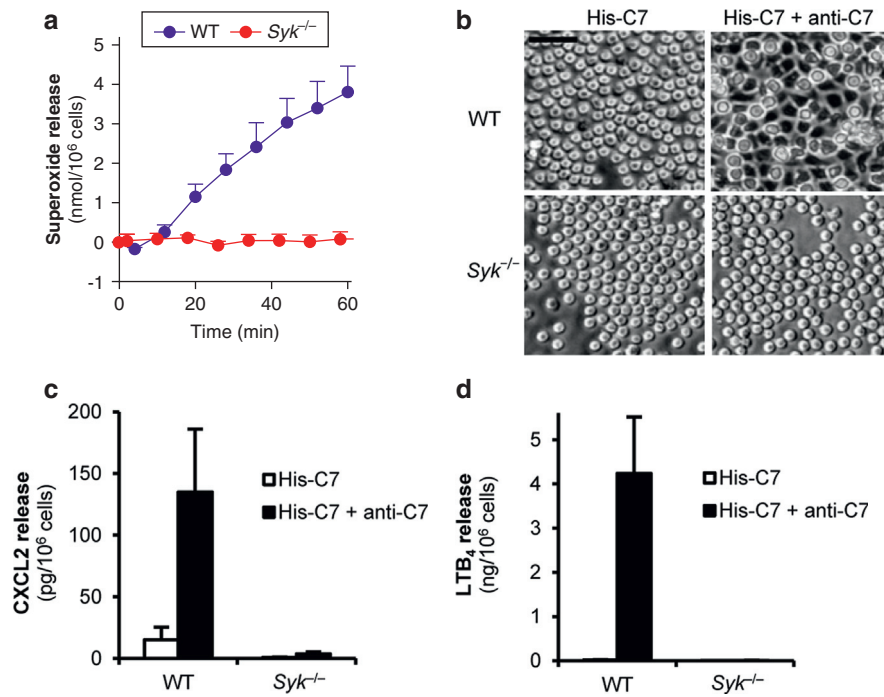 a
WT Syk–/–
Superoxide release
(nmol/10⁶ cells)
5
4
3
2
1
0
-1
0 20 40 60
Time (min)
b
His-C7 His-C7 + anti-C7
WT
Syk–/–
c
CXCL2 release
(pg/10⁶ cells)
200
150
100
50
0
His-C7
His-C7 + anti-C7
WT Syk–/–
d
LTB₄ release
(ng/10⁶ cells)
5
4
3
2
1
0
His-C7
His-C7 + anti-C7
WT Syk–/–